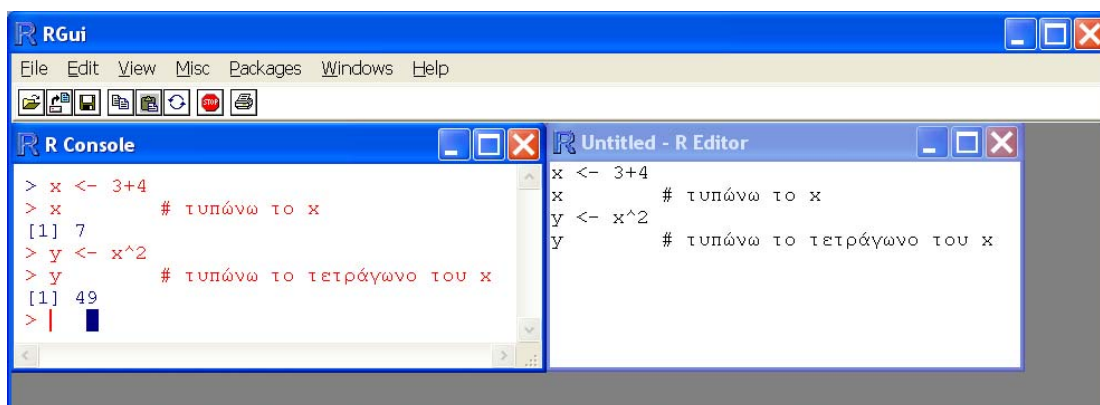 RGui
File Edit View Misc Packages Windows Help
STOP
R Console
> x <- 3+4
> x # τυπώνω το x
[1] 7
> y <- x^2
> y # τυπώνω το τετράγωνο του x
[1] 49
>
Untitled - R Editor
x <- 3+4
x # τυπώνω το x
y <- x^2
y # τυπώνω το τετράγωνο του x